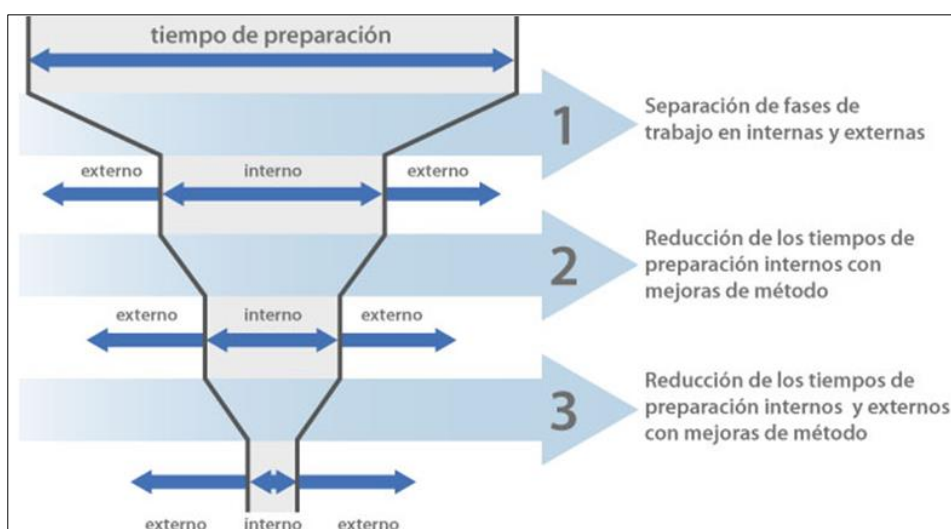 tiempo de preparación
1
Separación de fases de
trabajo en internas y externas
externo interno externo
2
Reducción de los tiempos de
preparación internos con
mejoras de método
externo interno externo
3
Reducción de los tiempos de
preparación internos y externos
con mejoras de método
externo interno externo